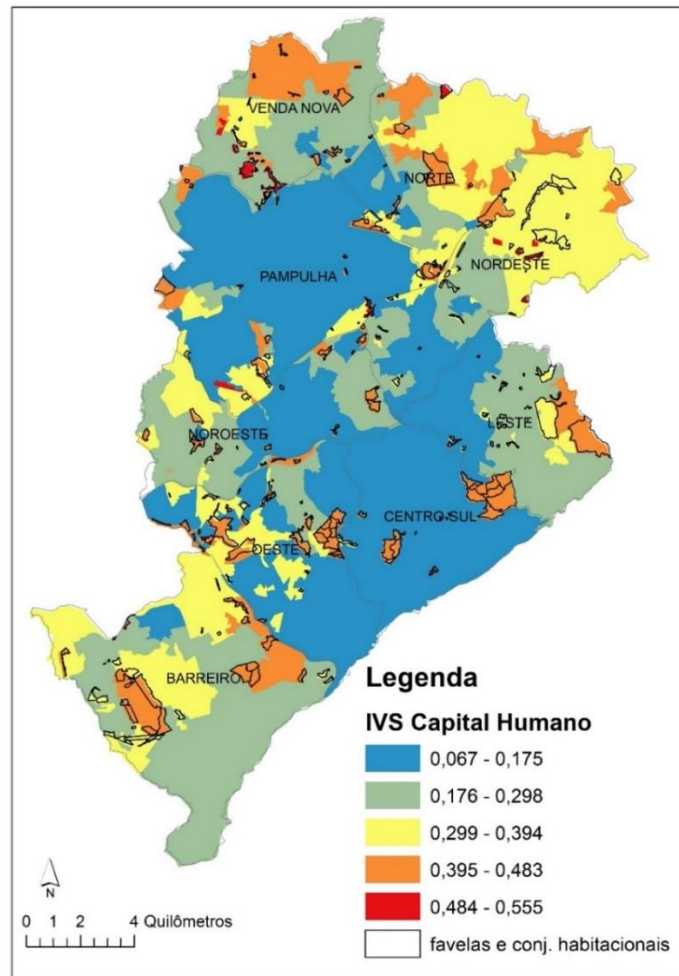 VENDA NOVA
NORTE
NORDESTE
PAMPULHA
LESTE
NOROESTE
CENTRO SUL
OESTE
BARREIRO
Legenda
IVS Capital Humano
0,067 - 0,175
0,176 - 0,298
0,299 - 0,394
0,395 - 0,483
0,484 - 0,555
favelas e conj. habitacionais
N
0 1 2 4 Quilômetros